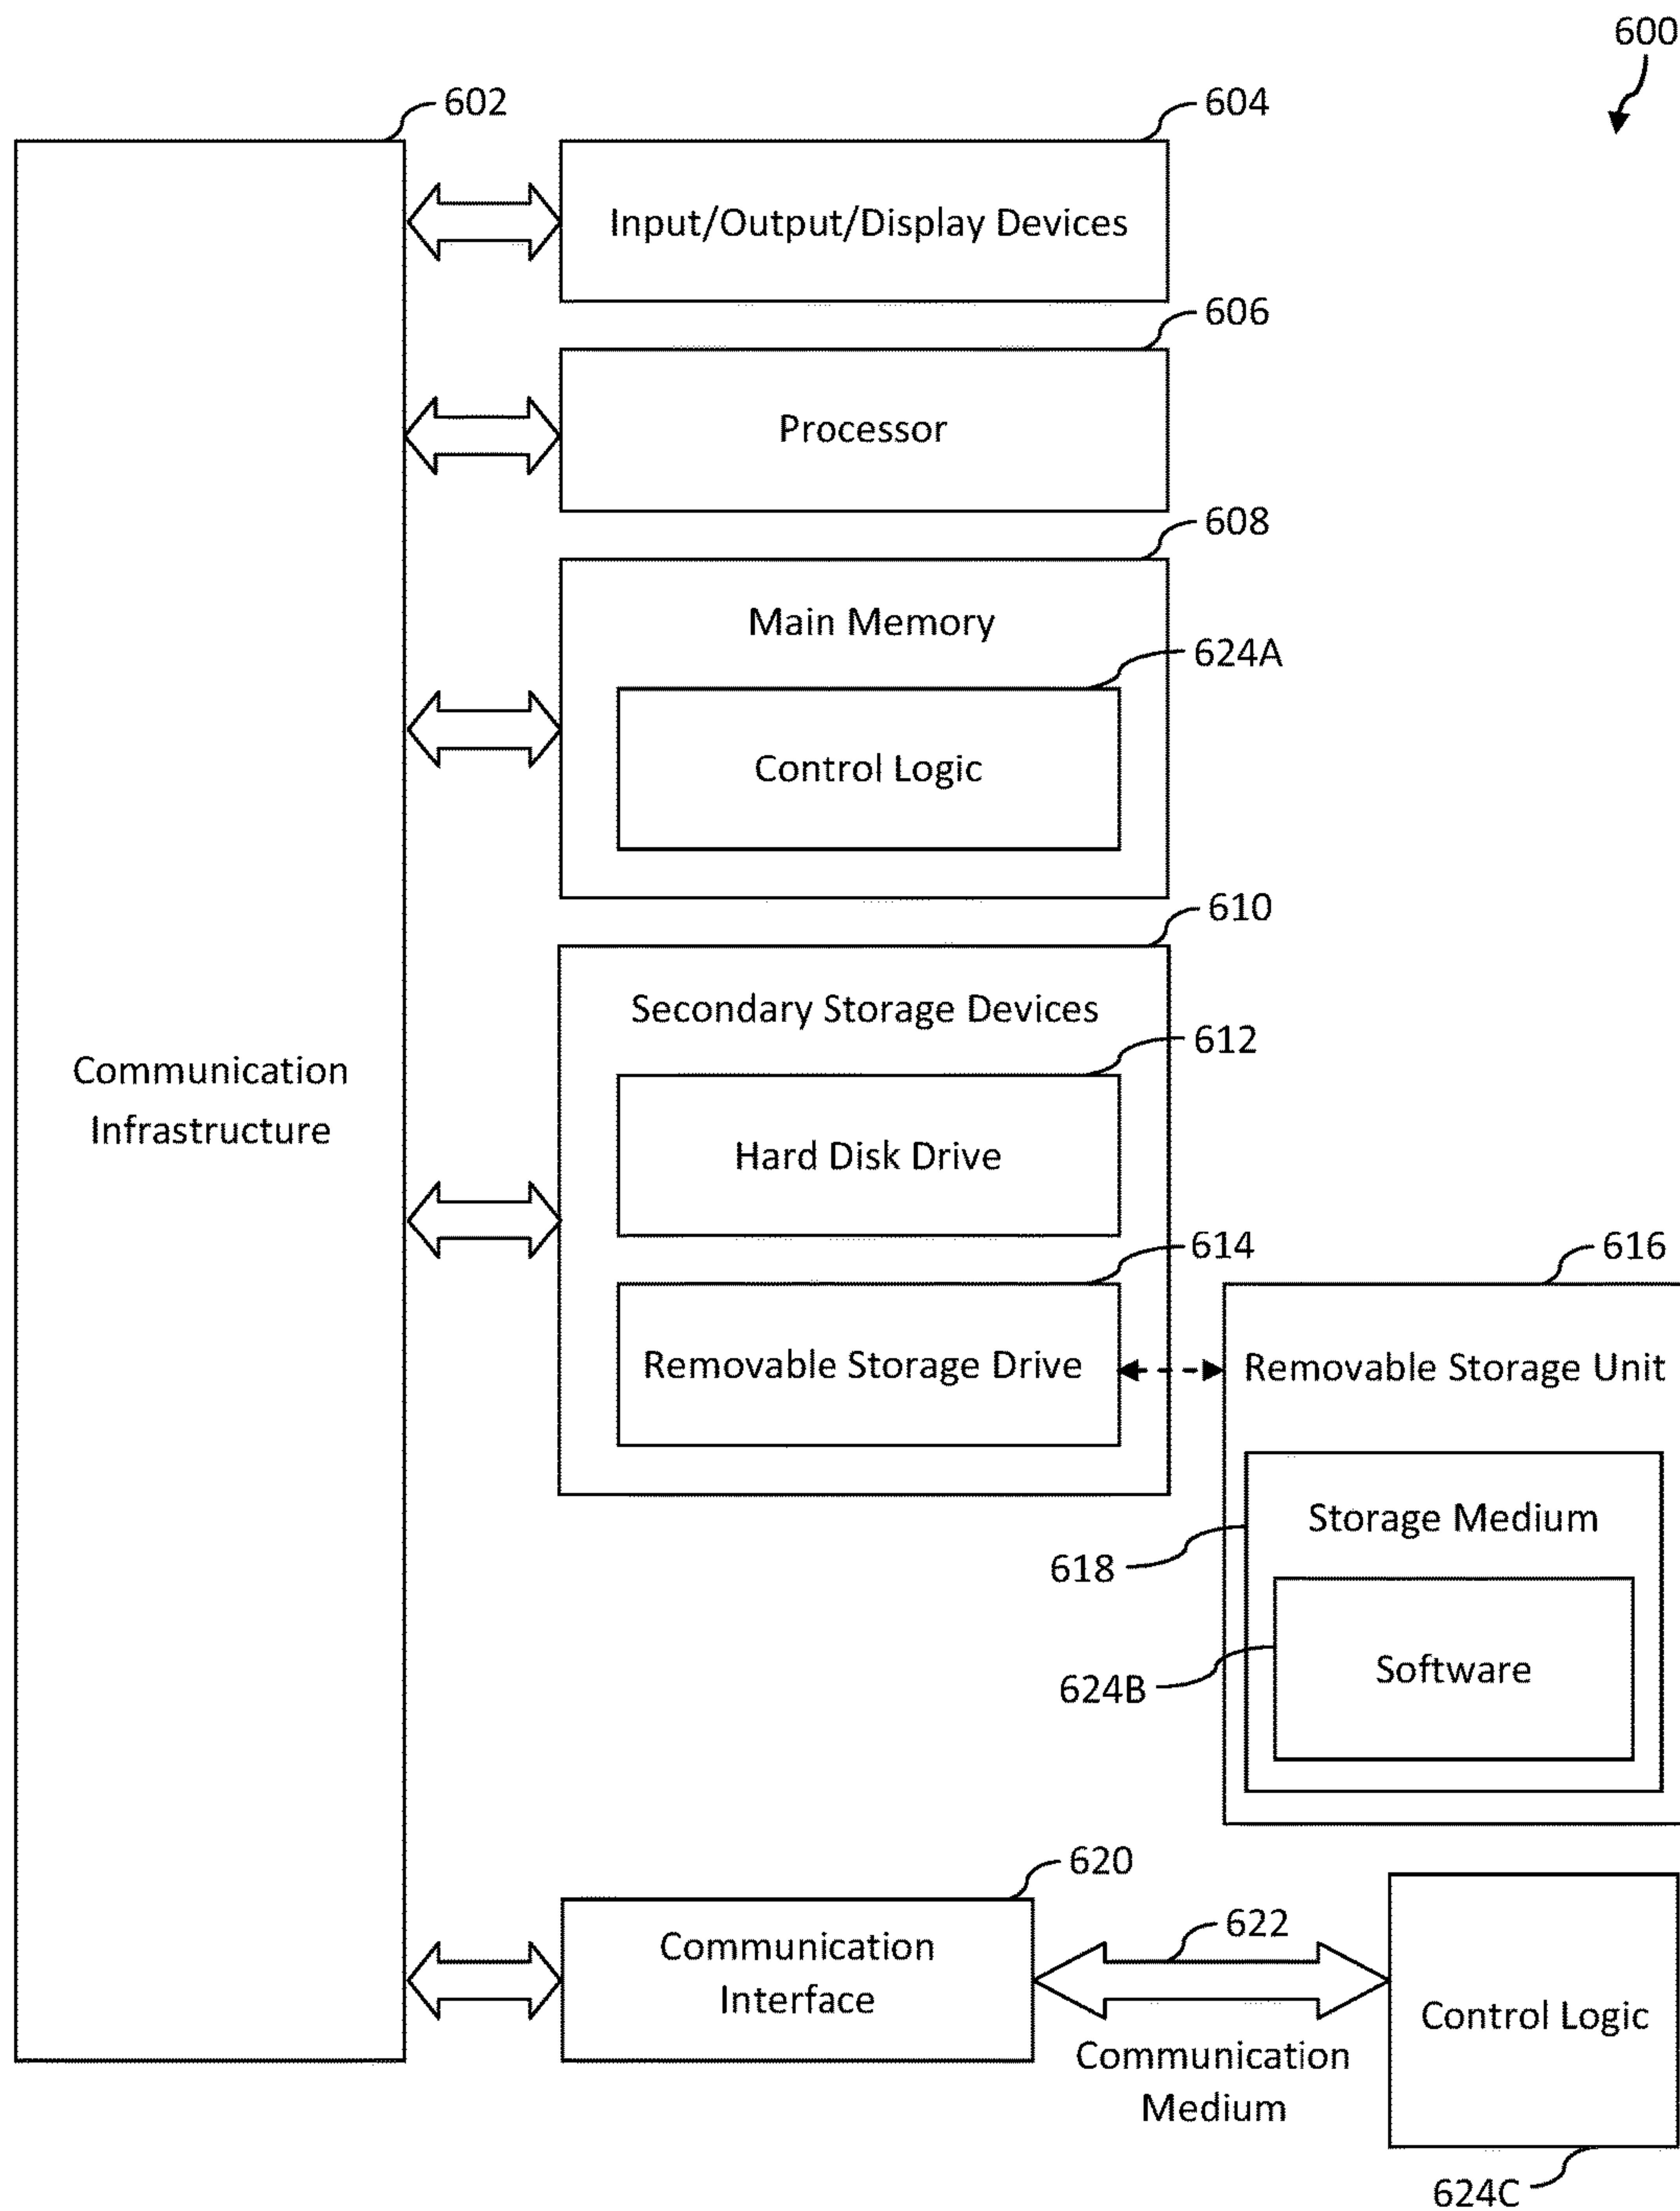 600
602
604
Input/Output/Display Devices
606
Processor
608
Main Memory
624A
Control Logic
610
Secondary Storage Devices
612
Communication
Infrastructure
Hard Disk Drive
614
616
Removable Storage Drive
Removable Storage Unit
Storage Medium
618
Software
624B
620
622
Communication
Interface
Control Logic
Communication
Medium
624C